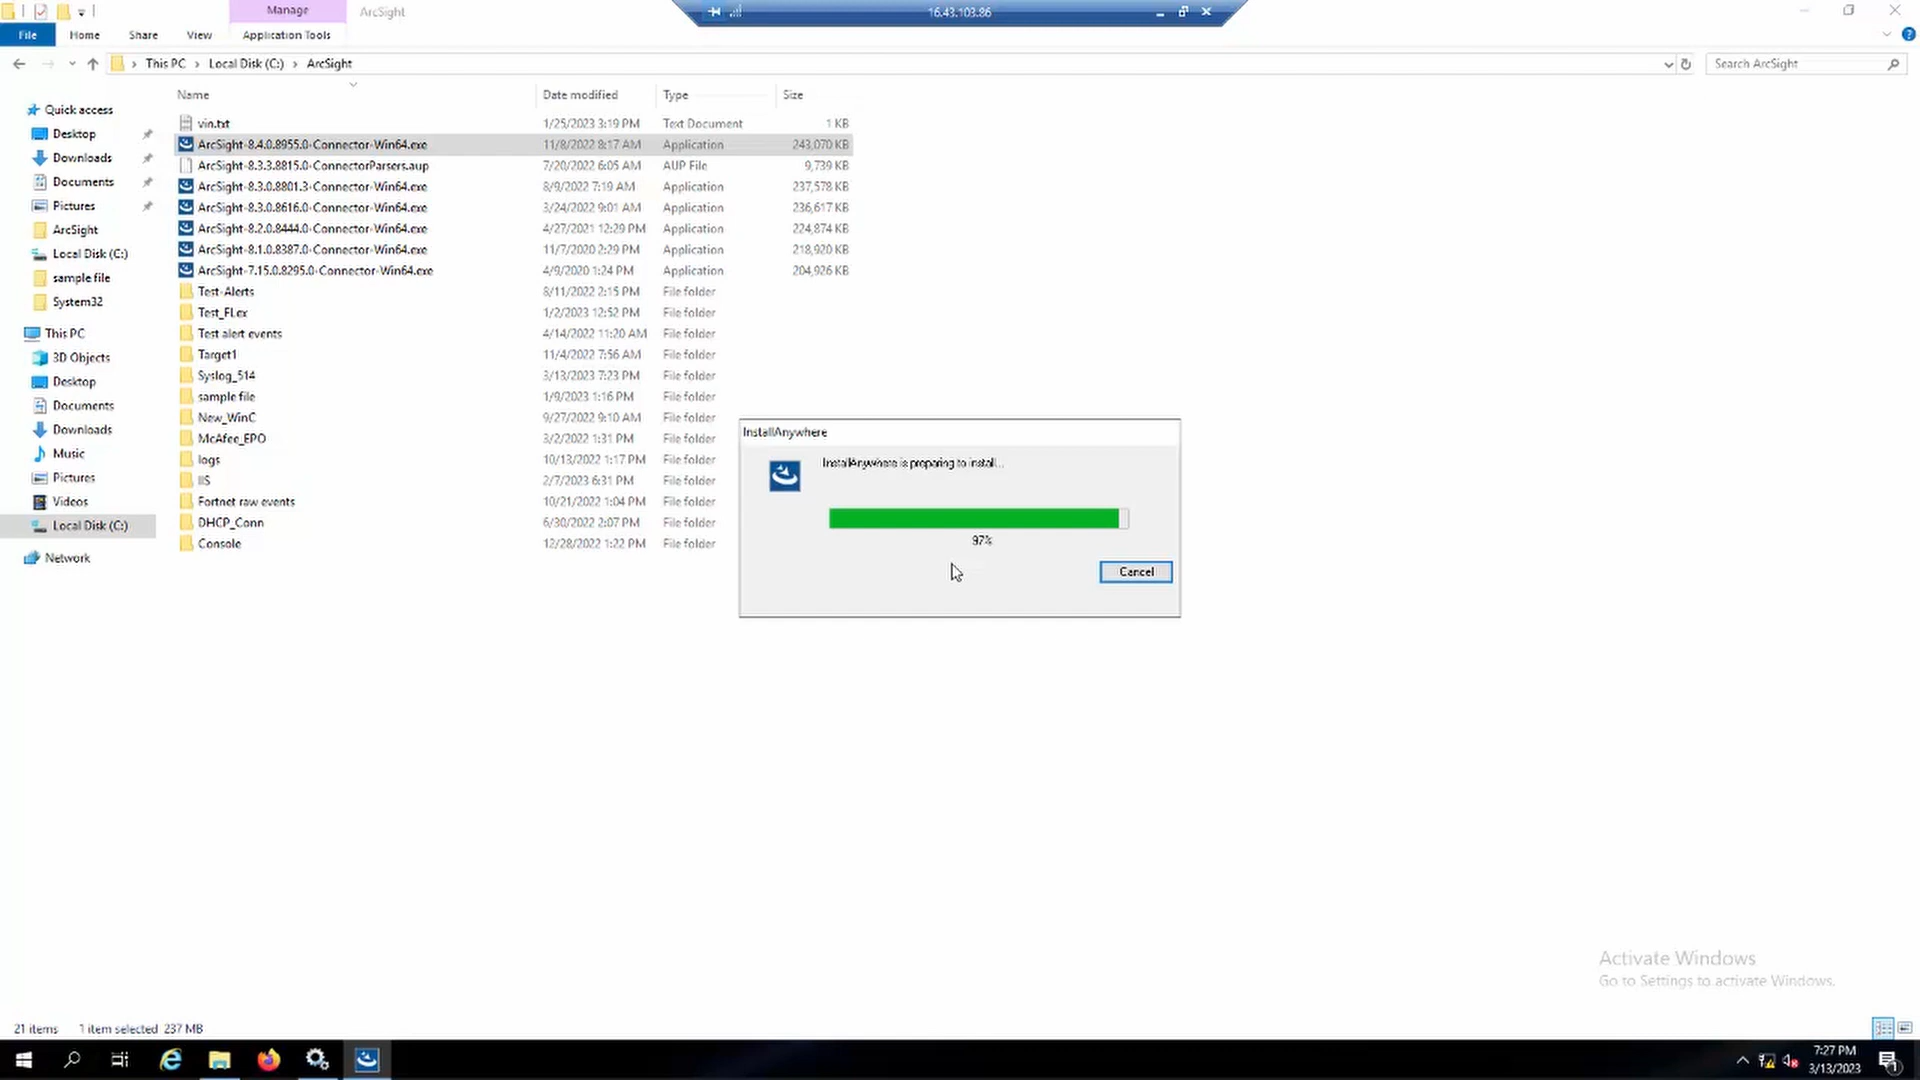 Manage
ArcSight
16.43.103.86
File
Home
Share
View
Application Tools
This PC
Local Disk (C:)
ArcSight
Search ArcSight
Name
Date modified
Type
Size
vin.txt 1/25/2023 3:19 PM Text Document 1 KB
ArcSight-8.4.0.8955.0-Connector-Win64.exe 11/8/2022 8:17 AM Application 243,070 KB
ArcSight-8.3.3.8815.0-ConnectorParsers.aup 7/20/2022 6:05 AM AUP File 9,739 KB
ArcSight-8.3.0.8801.3-Connector-Win64.exe 8/9/2022 7:19 AM Application 237,578 KB
ArcSight-8.3.0.8616.0-Connector-Win64.exe 3/24/2022 9:01 AM Application 236,617 KB
ArcSight-8.2.0.8444.0-Connector-Win64.exe 4/27/2021 12:29 PM Application 224,874 KB
ArcSight-8.1.0.8387.0-Connector-Win64.exe 11/7/2020 2:29 PM Application 218,920 KB
ArcSight-7.15.0.8295.0-Connector-Win64.exe 4/9/2020 1:24 PM Application 204,926 KB
Test-Alerts 8/11/2022 2:15 PM File folder
Test_FLex 1/2/2023 12:52 PM File folder
Test alert events 4/14/2022 11:20 AM File folder
Target1 11/4/2022 7:56 AM File folder
Syslog_514 3/13/2023 7:23 PM File folder
sample file 1/9/2023 1:16 PM File folder
New_WinC 9/27/2022 9:10 AM File folder
McAfee_EPO 3/2/2022 1:31 PM File folder
logs 10/13/2022 1:17 PM File folder
IIS 2/7/2023 6:31 PM File folder
Fortnet raw events 10/21/2022 1:04 PM File folder
DHCP_Conn 6/30/2022 2:07 PM File folder
Console 12/28/2022 1:22 PM File folder
Quick access
Desktop
Downloads
Documents
Pictures
ArcSight
Local Disk (C:)
sample file
System32
This PC
3D Objects
Desktop
Documents
Downloads
Music
Pictures
Videos
Local Disk (C:)
Network
InstallAnywhere
InstallAnywhere is preparing to install...
97%
Cancel
Activate Windows
Go to Settings to activate Windows.
21 items 1 item selected 237 MB
7:27 PM
3/13/2023
1